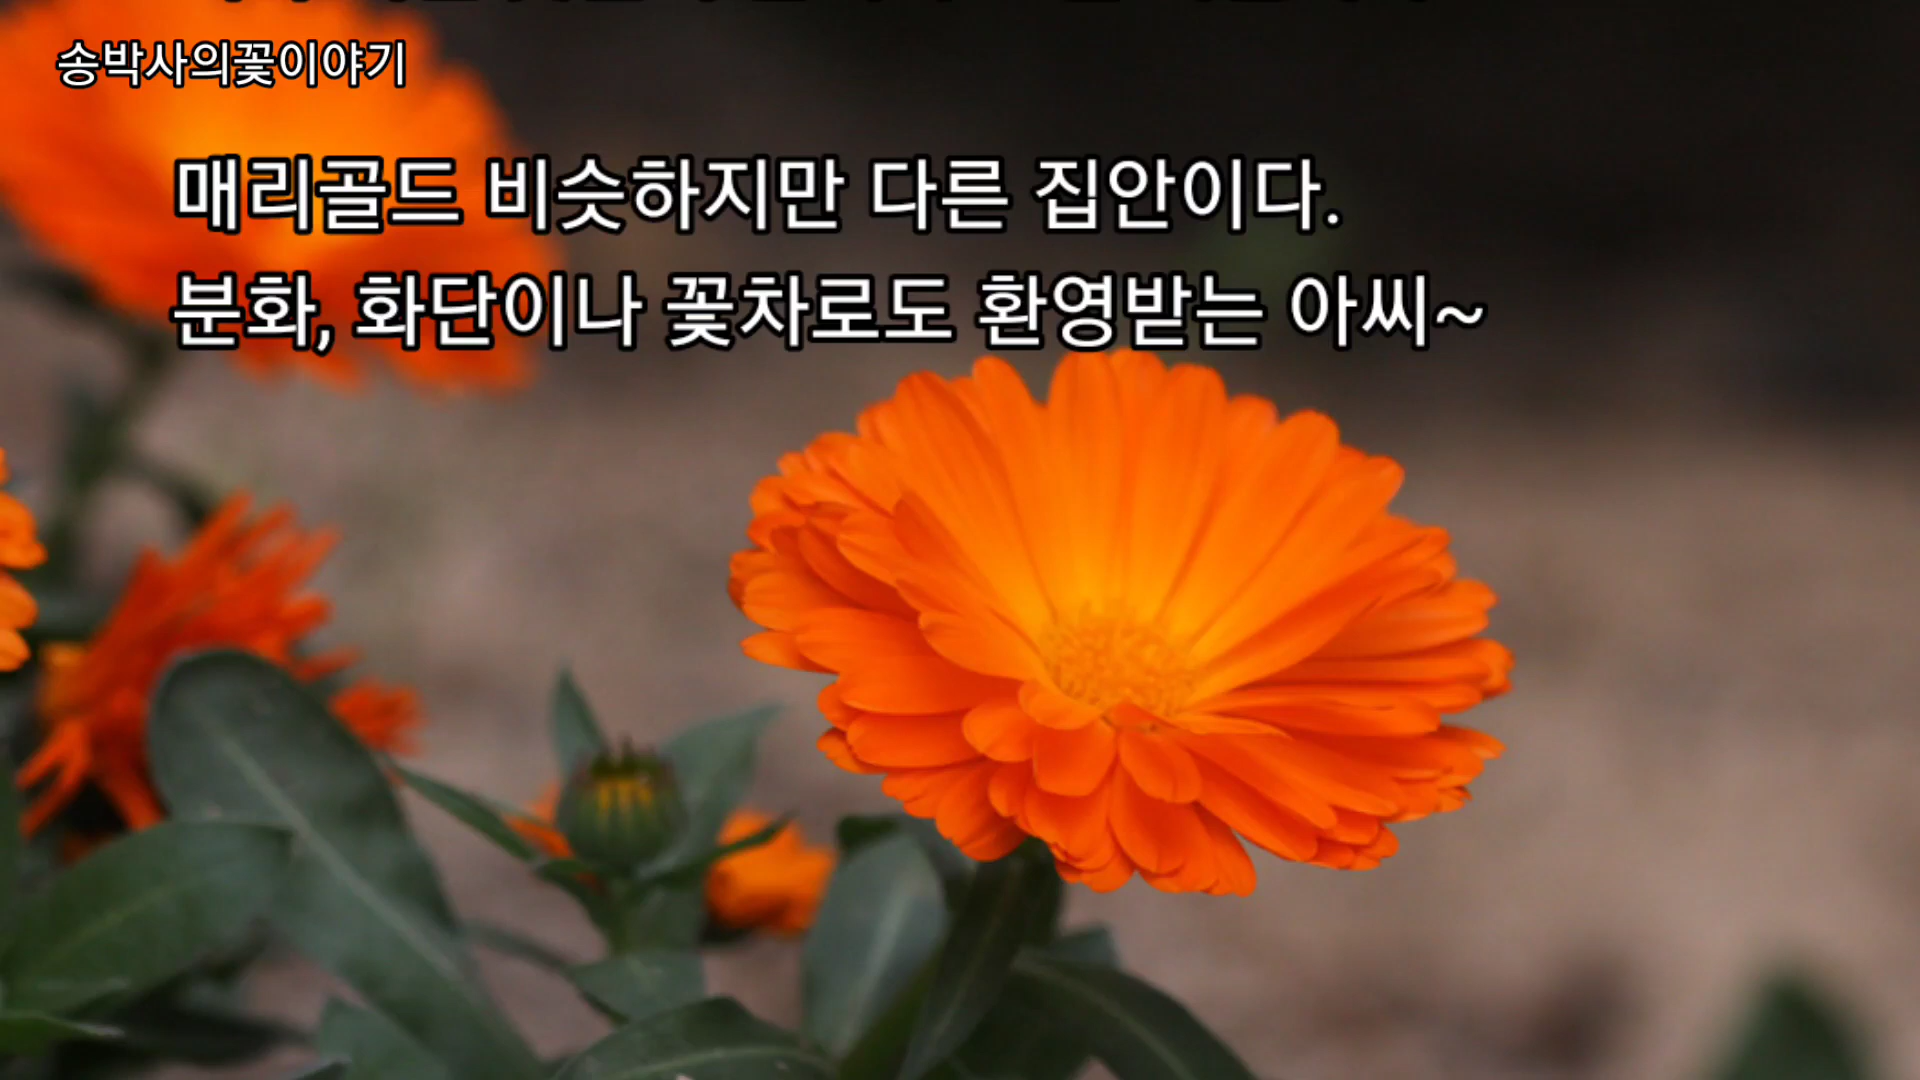 송박사의꽃이야기
매리골드 비슷하지만 다른 집안이다.
분화, 화단이나 꽃차로도 환영받는 아씨~